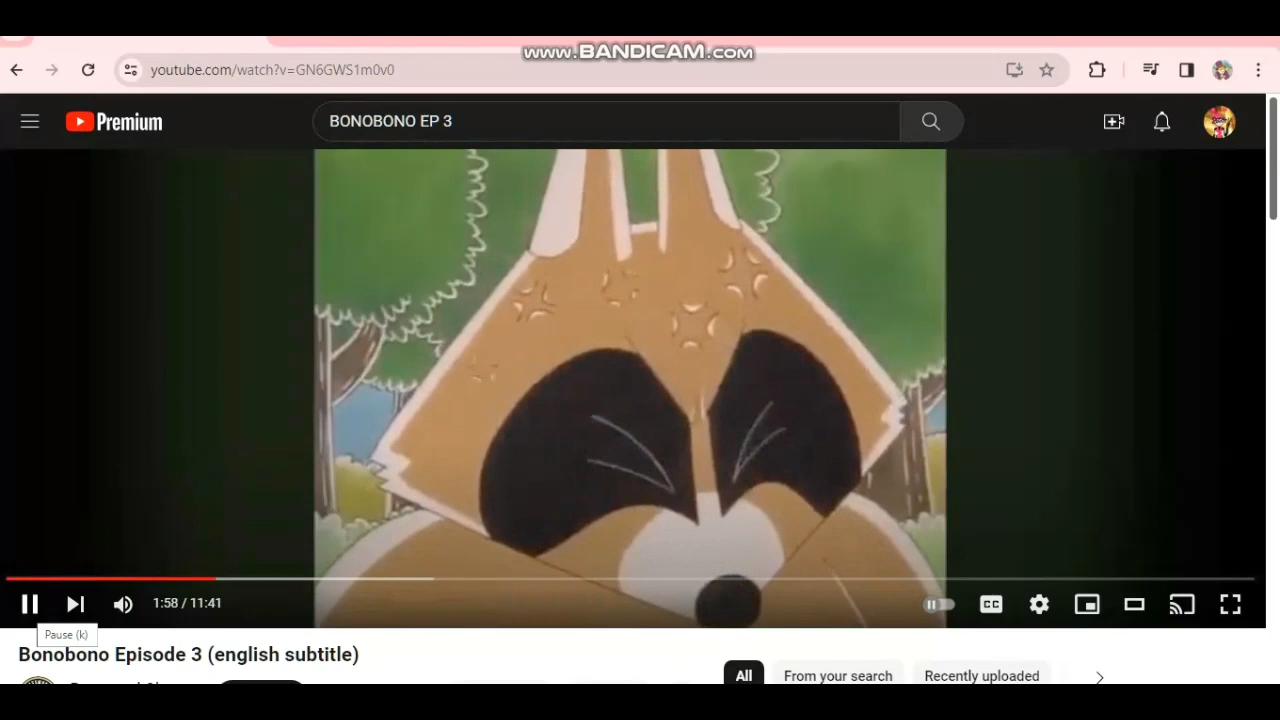 www.BANDICAM.com
youtube.com/watch?v=GN6GWS1m0v0
Premium
BONOBONO EP 3
1:58 / 11:41
CC
Pause (k)
Bonobono Episode 3 (english subtitle)
All
From your search
Recently uploaded